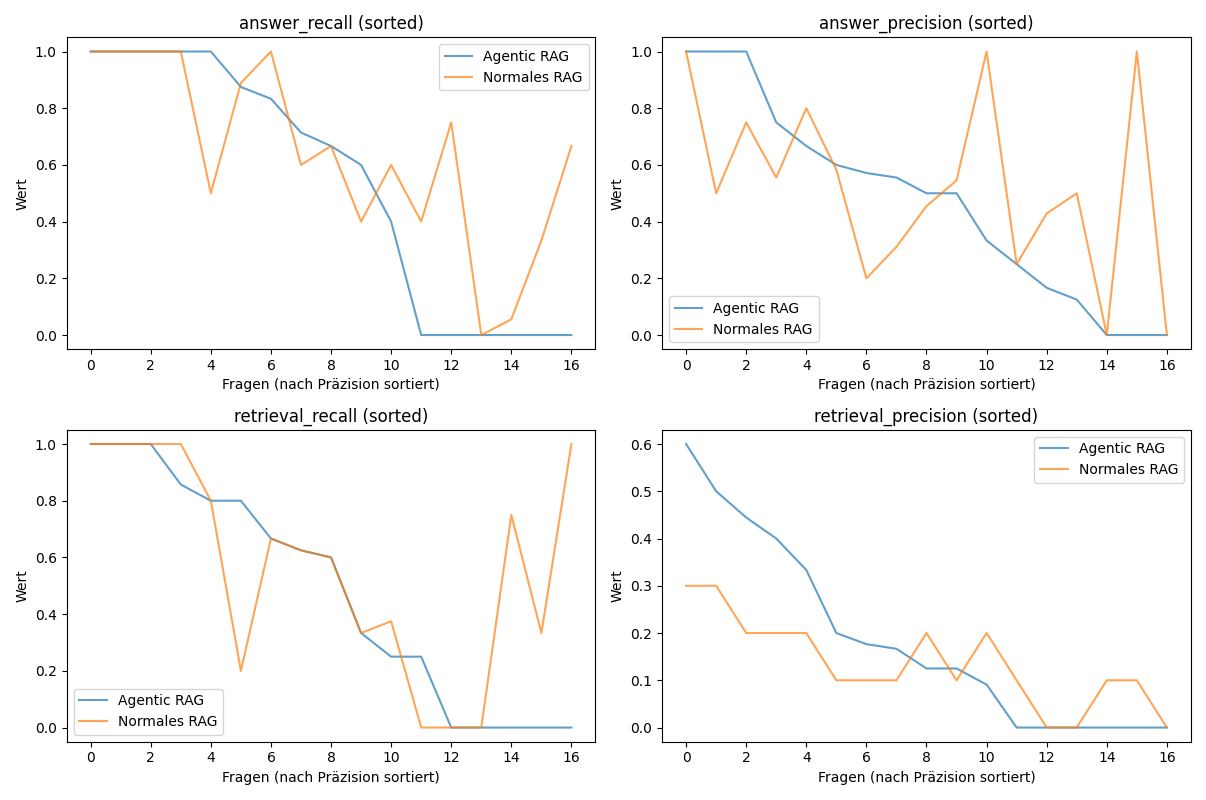 answer_recall (sorted)
1.0
0.8
0.6
0.4
0.2
0.0
Wert
Agentic RAG
Normales RAG
0 2 4 6 8 10 12 14 16
Fragen (nach Präzision sortiert)
answer_precision (sorted)
1.0
0.8
0.6
0.4
0.2
0.0
Wert
Agentic RAG
Normales RAG
0 2 4 6 8 10 12 14 16
Fragen (nach Präzision sortiert)
retrieval_recall (sorted)
1.0
0.8
0.6
0.4
0.2
0.0
Wert
Agentic RAG
Normales RAG
0 2 4 6 8 10 12 14 16
Fragen (nach Präzision sortiert)
retrieval_precision (sorted)
0.6
0.5
0.4
0.3
0.2
0.1
0.0
Wert
Agentic RAG
Normales RAG
0 2 4 6 8 10 12 14 16
Fragen (nach Präzision sortiert)